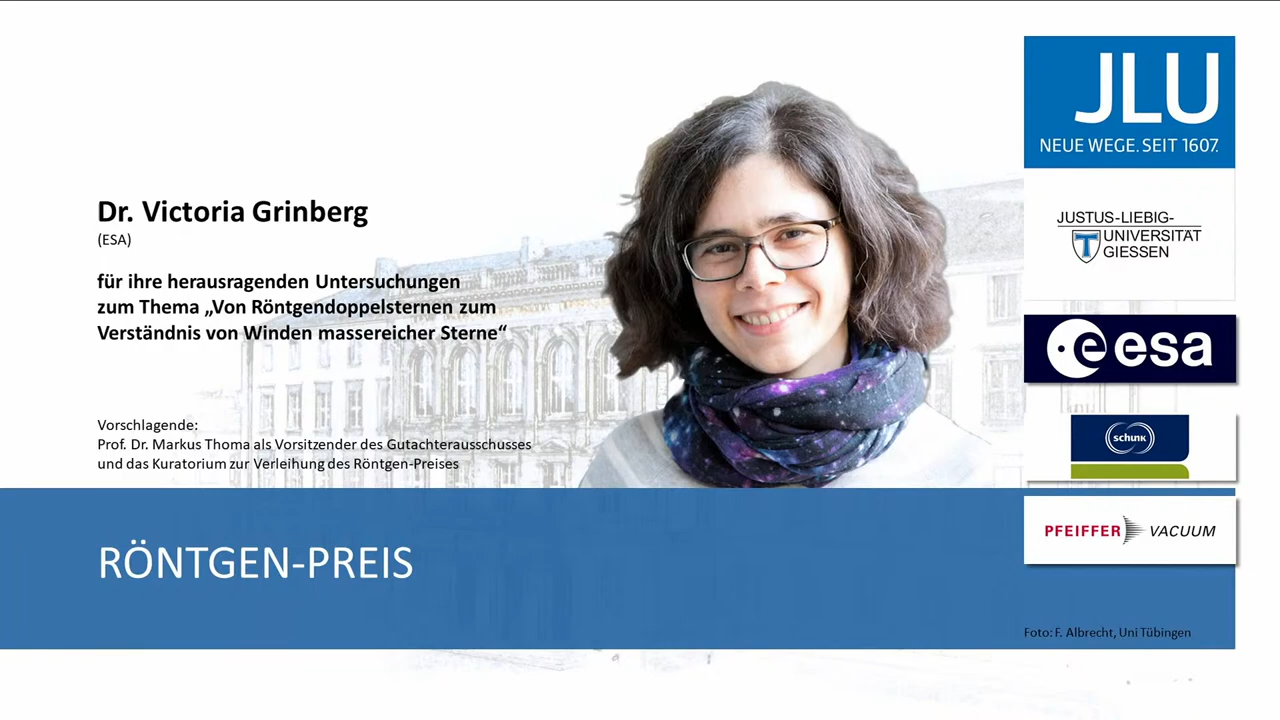 Dr. Victoria Grinberg
(ESA)
für ihre herausragenden Untersuchungen
zum Thema „Von Röntgendoppelsternen zum
Verständnis von Winden massereicher Sterne“
Vorschlagende:
Prof. Dr. Markus Thoma als Vorsitzender des Gutachterausschusses
und das Kuratorium zur Verleihung des Röntgen-Preises
RÖNTGEN-PREIS
JLU
NEUE WEGE. SEIT 1607.
JUSTUS-LIEBIG-
UNIVERSITÄT
GIESSEN
esa
schunk
PFEIFFER VACUUM
Foto: F. Albrecht, Uni Tübingen